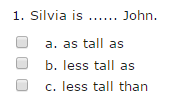 1. Silvia is ...... John.
a. as tall as
b. less tall as
c. less tall than